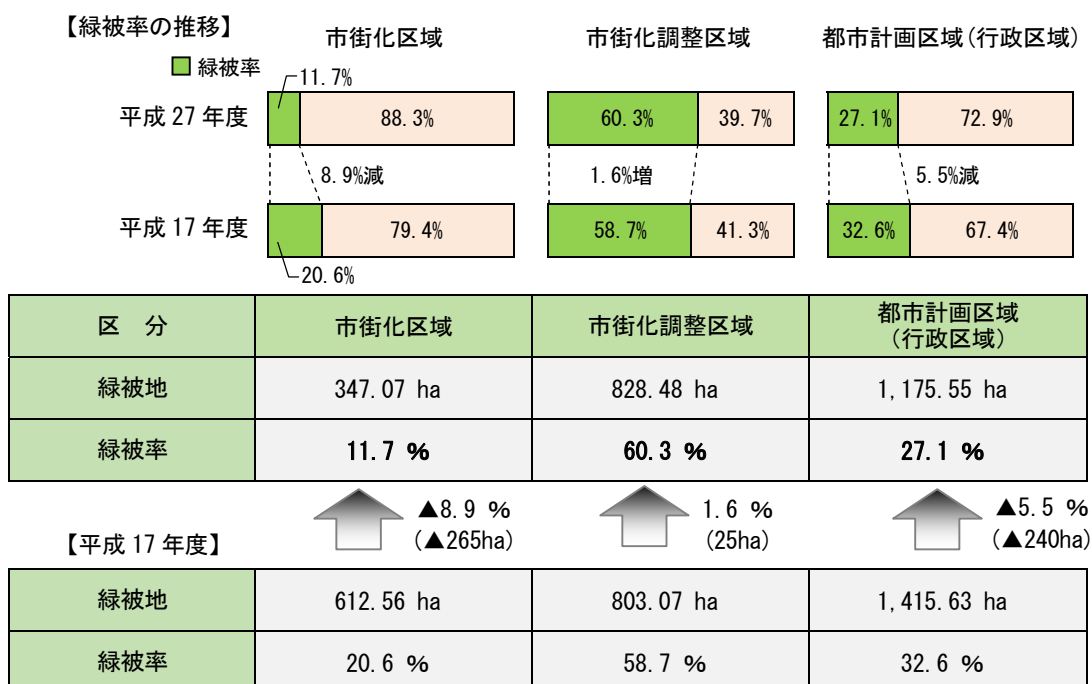 【緑被率の推移】
市街化区域 市街化調整区域 都市計画区域(行政区域)
緑被率
11.7%
平成 27 年度 88.3% 60.3% 39.7% 27.1% 72.9%
8.9%減 1.6%増 5.5%減
平成 17 年度 79.4% 58.7% 41.3% 32.6% 67.4%
20.6%
区 分 市街化区域 市街化調整区域 都市計画区域
(行政区域)
緑被地 347.07 ha 828.48 ha 1,175.55 ha
緑被率 11.7 % 60.3 % 27.1 %
▲8.9 % 1.6 % ▲5.5 %
【平成 17 年度】 (▲265ha) (25ha) (▲240ha)
緑被地 612.56 ha 803.07 ha 1,415.63 ha
緑被率 20.6 % 58.7 % 32.6 %